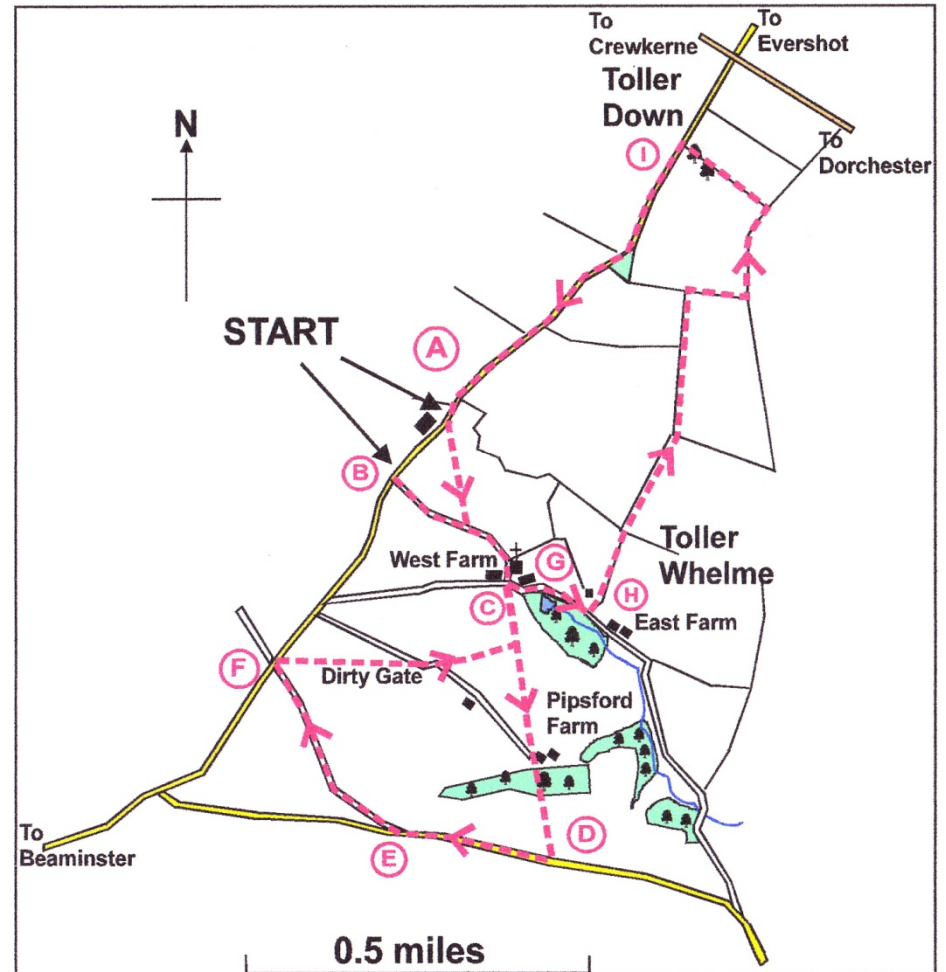 To
Crewkerne
To
Evershot
Toller
Down
N
I
To
Dorchester
START
A
B
West Farm
G
Toller
Whelme
C
H
East Farm
F
Dirty Gate
Pipsford
Farm
To
Beaminster
E
D
0.5 miles